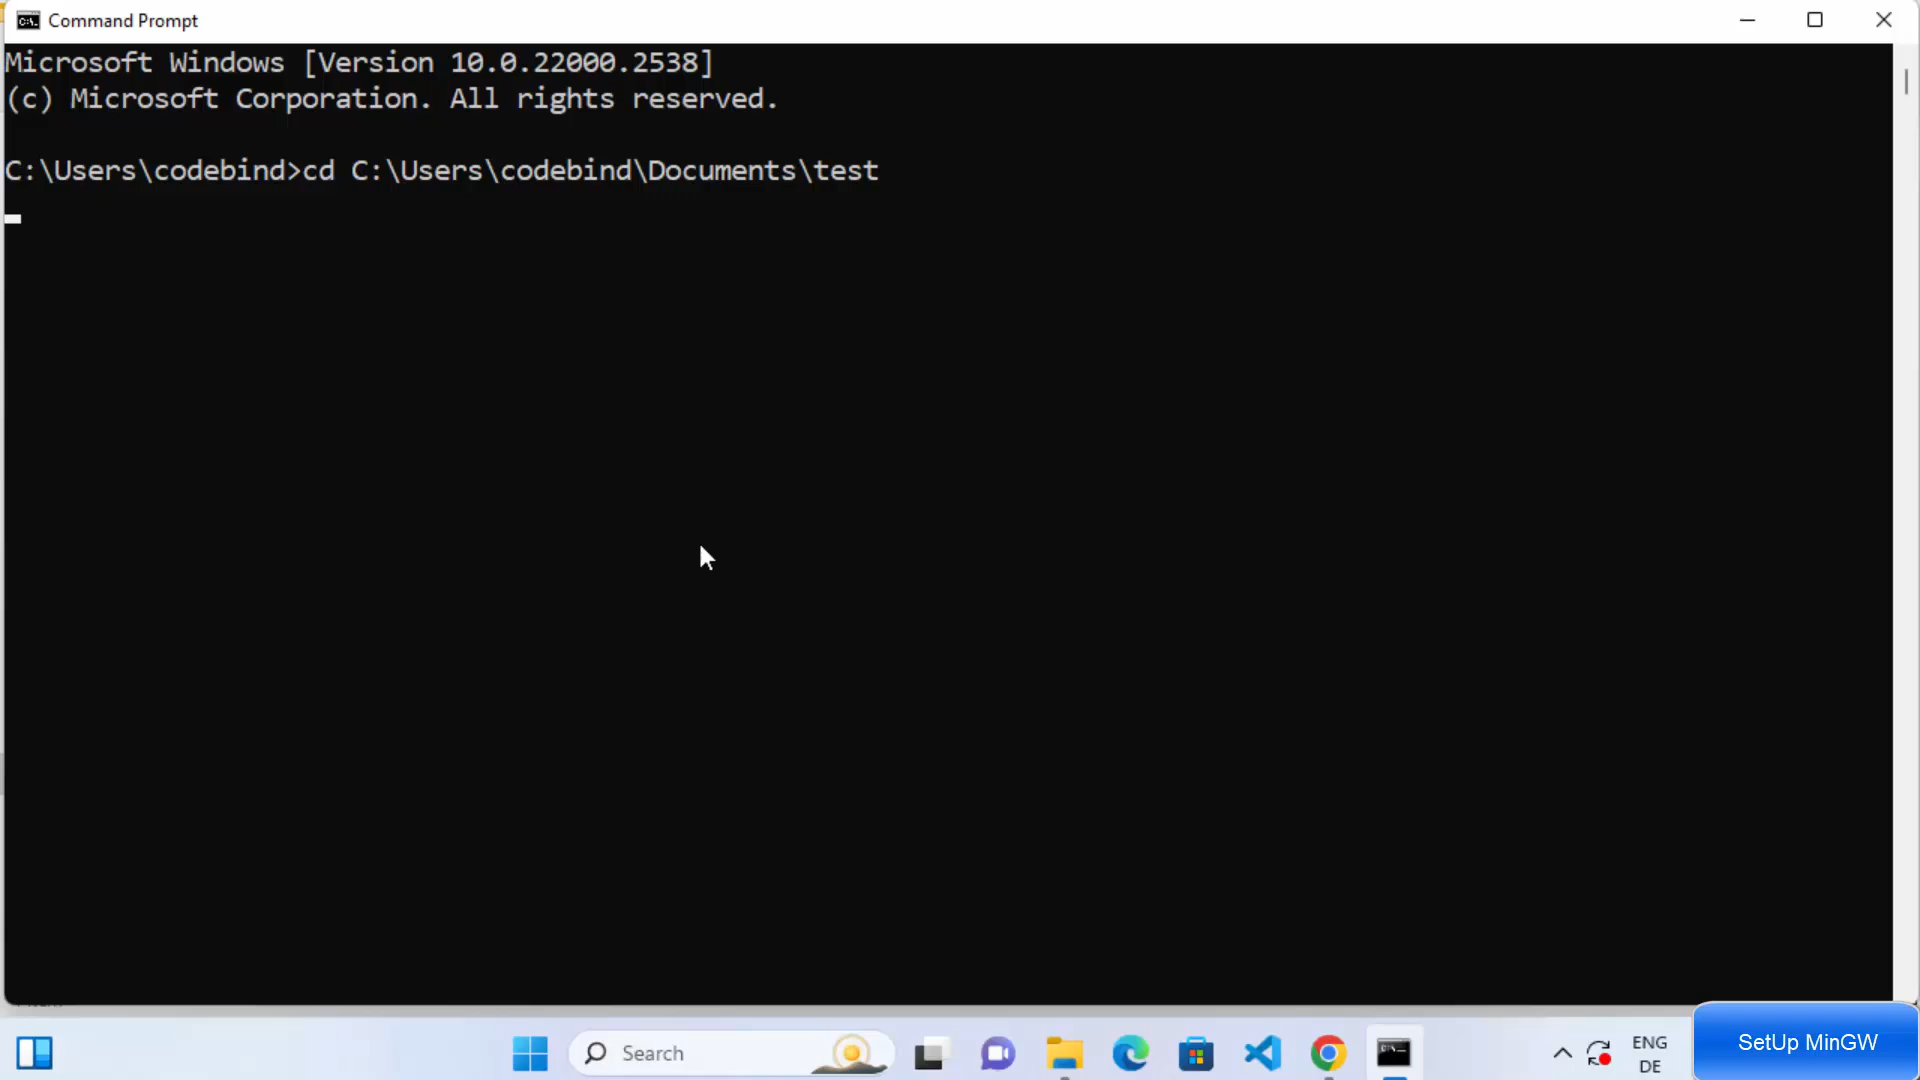 Command Prompt
Microsoft Windows [Version 10.0.22000.2538]
(c) Microsoft Corporation. All rights reserved.
C:\Users\codebind>cd C:\Users\codebind\Documents\test
Search
ENG
DE
SetUp MinGW